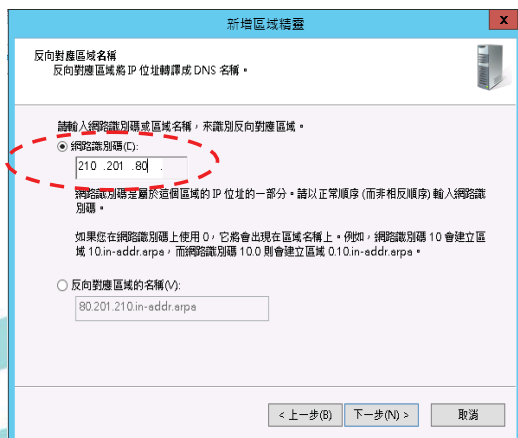 新增區域精靈
x
反向對應區域名稱
反向對應區域將 IP 位址轉譯成 DNS 名稱。
請輸入網路識別碼或區域名稱，來識別反向對應區域。
網路識別碼(E):
210 .201 .80 .
網路識別碼是屬於這個區域的 IP 位址的一部分。請以正常順序 (而非相反順序) 輸入網路識
別碼。
如果您在網路識別碼上使用 0，它將會出現在區域名稱上。例如，網路識別碼 10 會建立區
域 10.in-addr.arpa，而網路識別碼 10.0 則會建立區域 0.10.in-addr.arpa。
反向對應區域的名稱(V):
80.201.210.in-addr.arpa
< 上一步(B)
下一步(N) >
取消